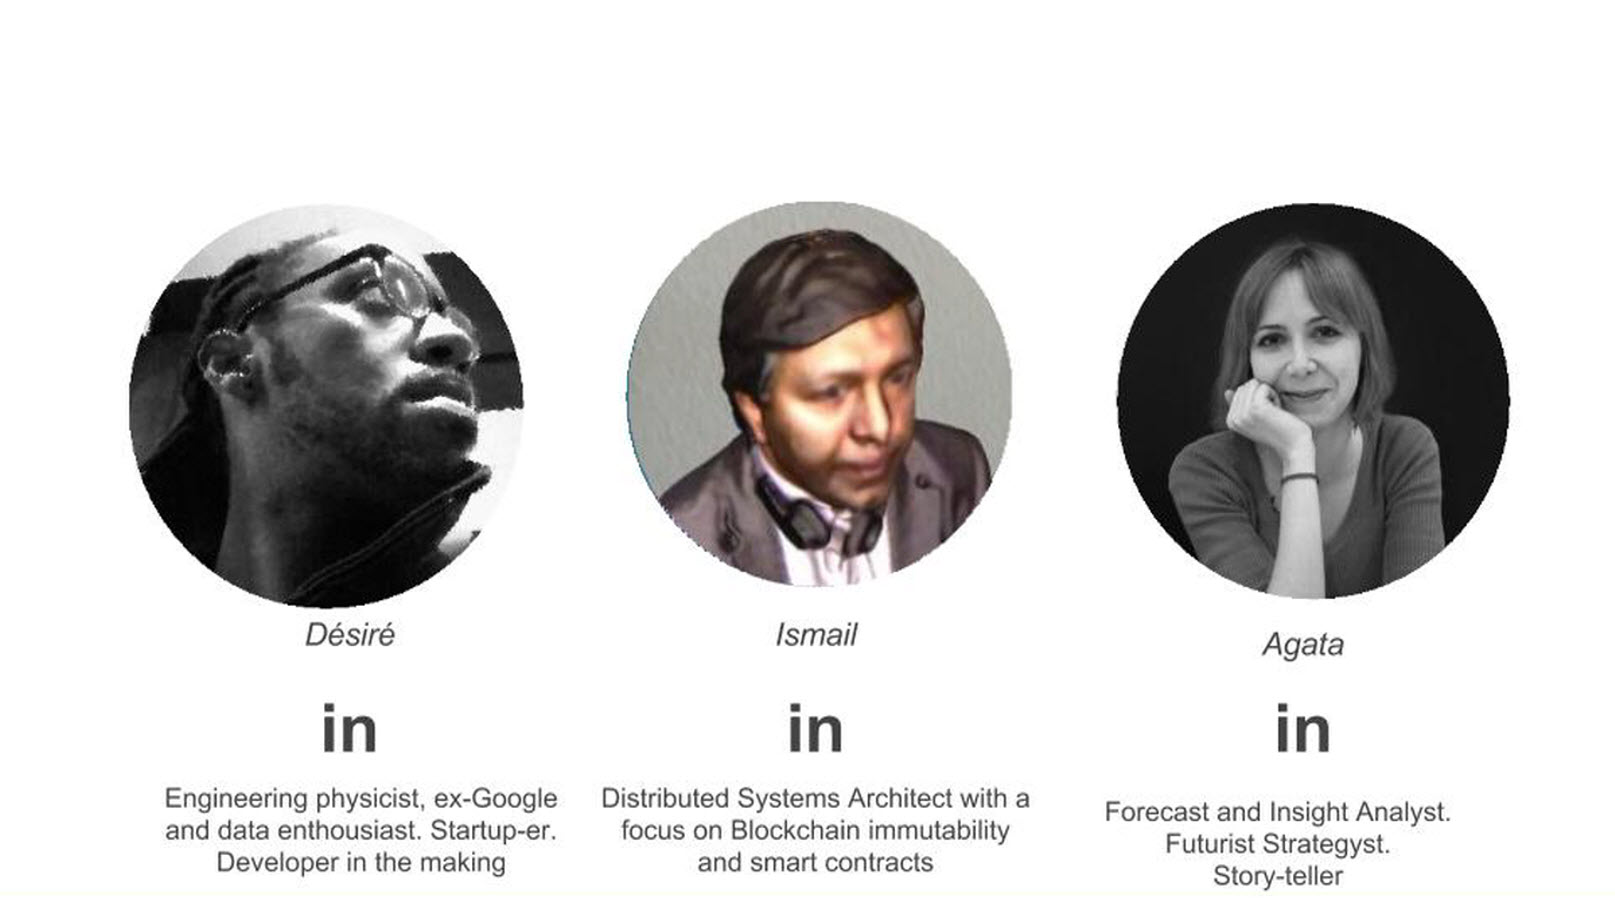 Désiré
in
Engineering physicist, ex-Google
and data enthousiast. Startup-er.
Developer in the making
Ismail
in
Distributed Systems Architect with a
focus on Blockchain immutability
and smart contracts
Agata
in
Forecast and Insight Analyst.
Futurist Strategyst.
Story-teller